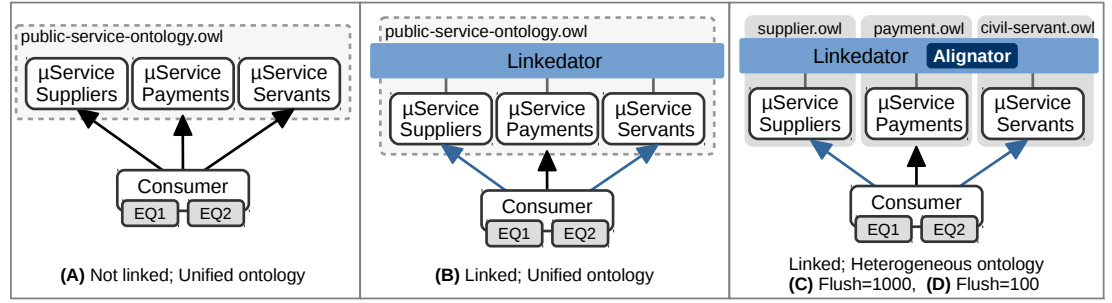 public-service-ontology.owl
µService Suppliers
µService Payments
µService Servants
Consumer
EQ1
EQ2
(A) Not linked; Unified ontology
public-service-ontology.owl
Linkedator
µService Suppliers
µService Payments
µService Servants
Consumer
EQ1
EQ2
(B) Linked; Unified ontology
supplier.owl
payment.owl
civil-servant.owl
Linkedator
Alignator
µService Suppliers
µService Payments
µService Servants
Consumer
EQ1
EQ2
Linked; Heterogeneous ontology
(C) Flush=1000, (D) Flush=100